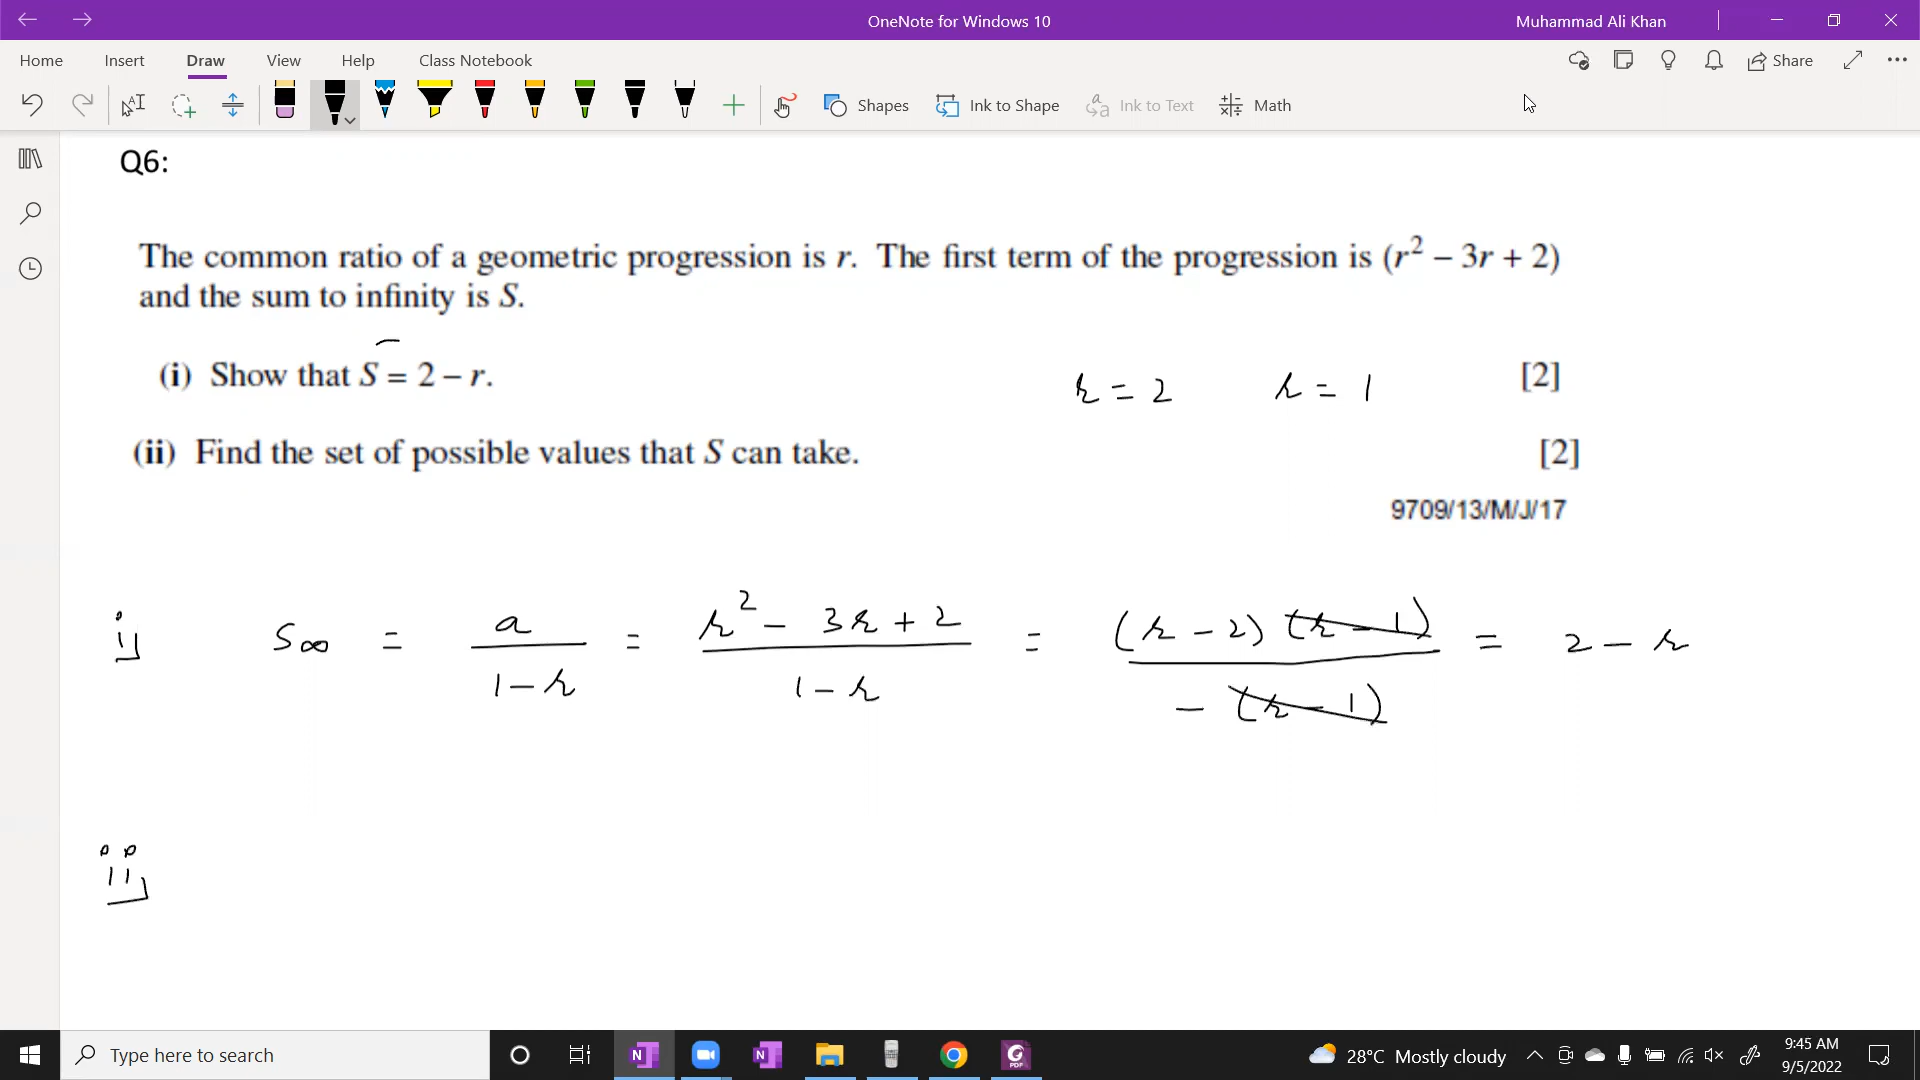 OneNote for Windows 10
Muhammad Ali Khan
Home Insert Draw View Help Class Notebook
Share
Shapes Ink to Shape Ink to Text Math
Q6:
The common ratio of a geometric progression is r. The first term of the progression is (r² − 3r + 2)
and the sum to infinity is S.
(i) Show that S = 2 − r. [2]
r = 2 r = 1
(ii) Find the set of possible values that S can take. [2]
9709/13/M/J/17
i) S∞ = a/(1 − r) = (r² − 3r + 2)/(1 − r) = (r − 2)(r − 1)/−(r − 1) = 2 − r
ii)
Type here to search
28°C Mostly cloudy
9:45 AM
9/5/2022